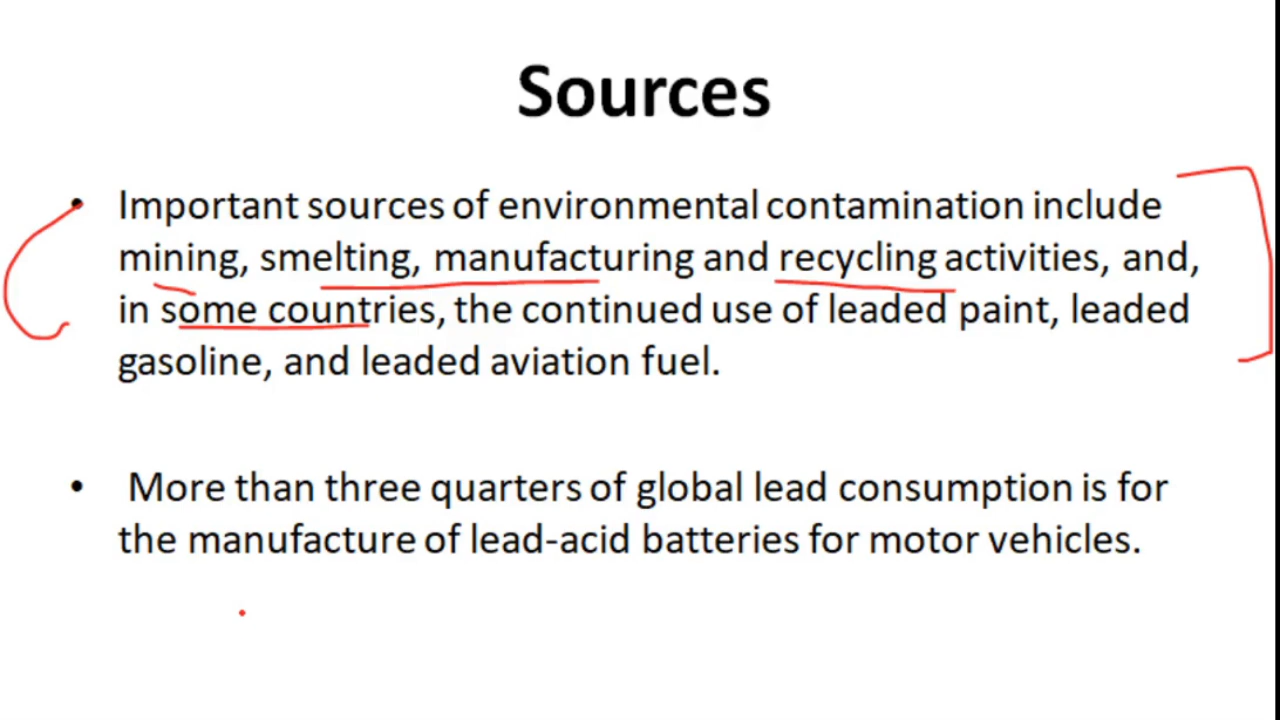 Sources
• Important sources of environmental contamination include
mining, smelting, manufacturing and recycling activities, and,
in some countries, the continued use of leaded paint, leaded
gasoline, and leaded aviation fuel.
• More than three quarters of global lead consumption is for
the manufacture of lead-acid batteries for motor vehicles.